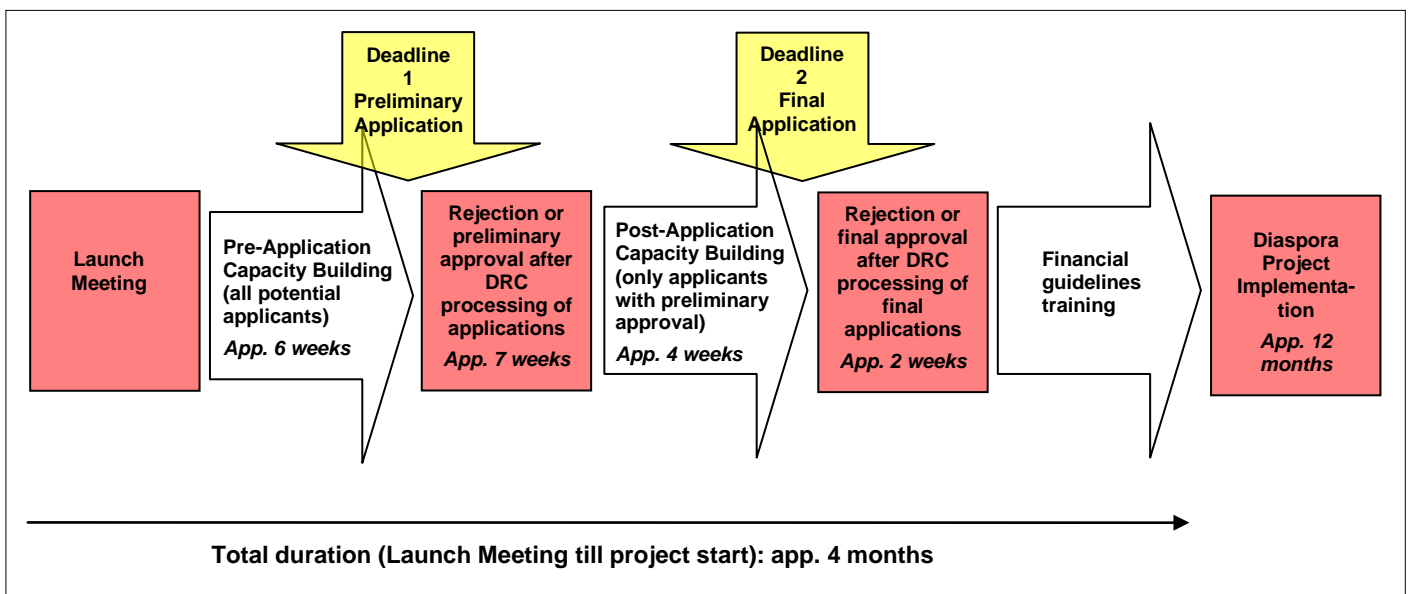 Deadline
1
Preliminary
Application
Deadline
2
Final
Application
Launch
Meeting
Pre-Application
Capacity Building
(all potential
applicants)
App. 6 weeks
Rejection or
preliminary
approval after
DRC
processing of
applications
App. 7 weeks
Post-Application
Capacity Building
(only applicants
with preliminary
approval)
App. 4 weeks
Rejection or
final approval
after DRC
processing of
final
applications
App. 2 weeks
Financial
guidelines
training
Diaspora
Project
Implementa-
tion
App. 12
months
Total duration (Launch Meeting till project start): app. 4 months